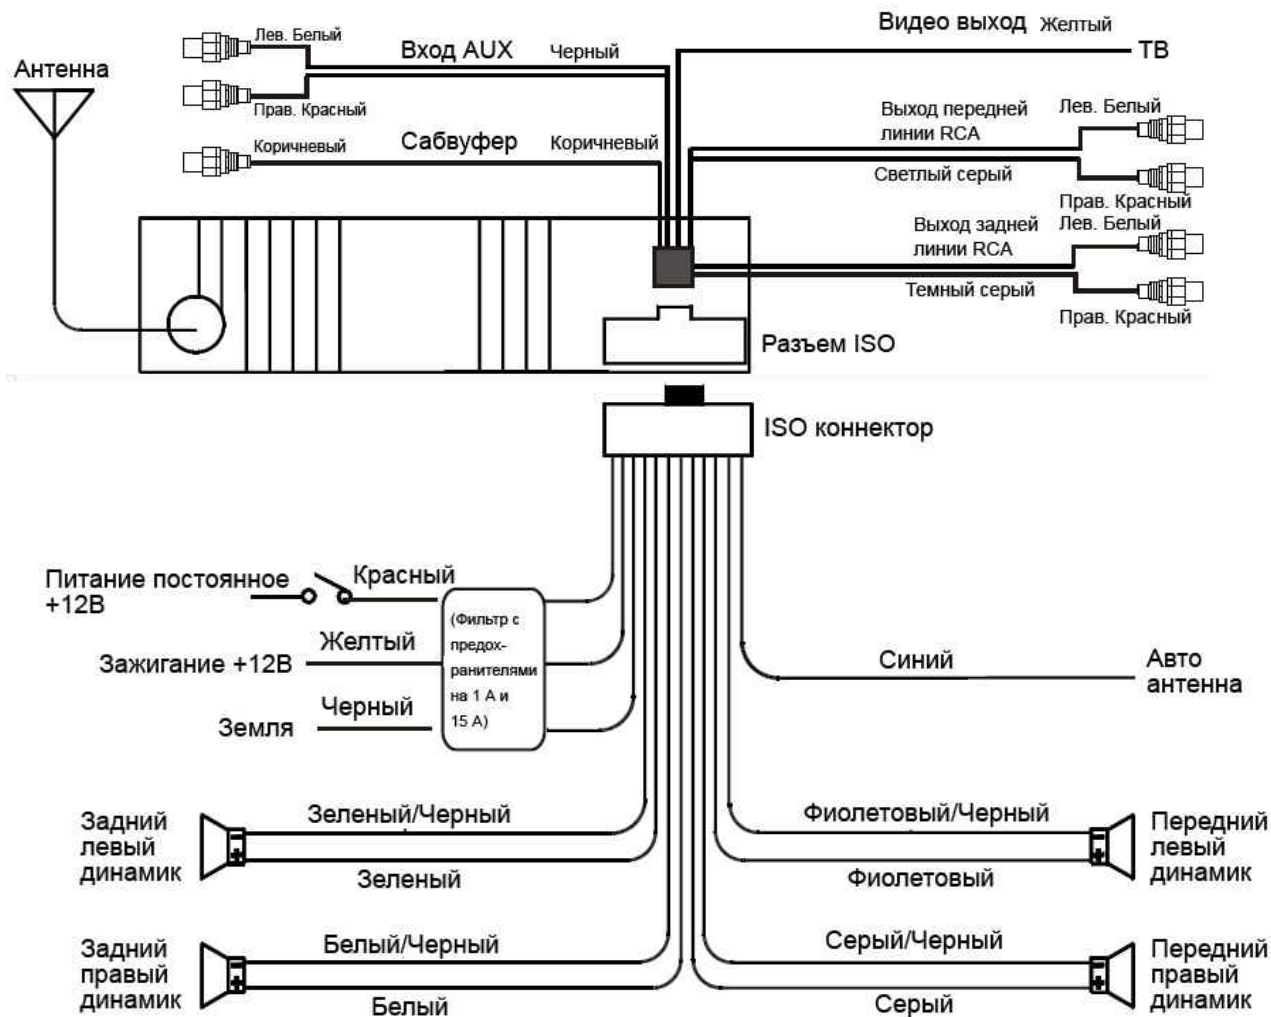 Видео выход Желтый
ТВ
Лев. Белый
Вход AUX Черный
Антенна
Прав. Красный
Коричневый Сабвуфер Коричневый
Выход передней
линии RCA
Лев. Белый
Светлый серый
Прав. Красный
Выход задней
линии RCA
Лев. Белый
Темный серый
Прав. Красный
Разъем ISO
ISO коннектор
Питание постоянное
+12В
Красный
Желтый
Зажигание +12В
Черный
Земля
(Фильтр с
предох-
ранителями
на 1 А и
15 А)
Синий
Авто
антенна
Задний
левый
динамик
Зеленый/Черный
Зеленый
Фиолетовый/Черный
Фиолетовый
Передний
левый
динамик
Задний
правый
динамик
Белый/Черный
Белый
Серый/Черный
Серый
Передний
правый
динамик